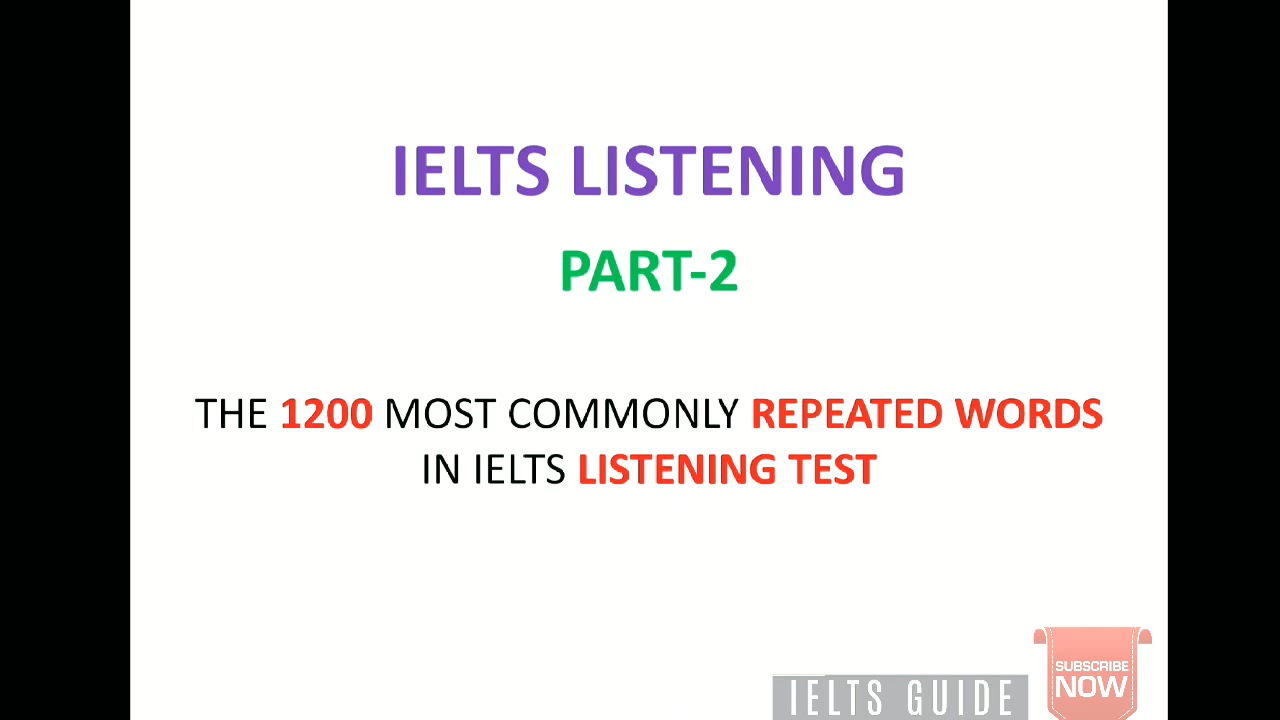 IELTS LISTENING
PART-2
THE 1200 MOST COMMONLY REPEATED WORDS
IN IELTS LISTENING TEST
SUBSCRIBE
NOW
IELTS GUIDE